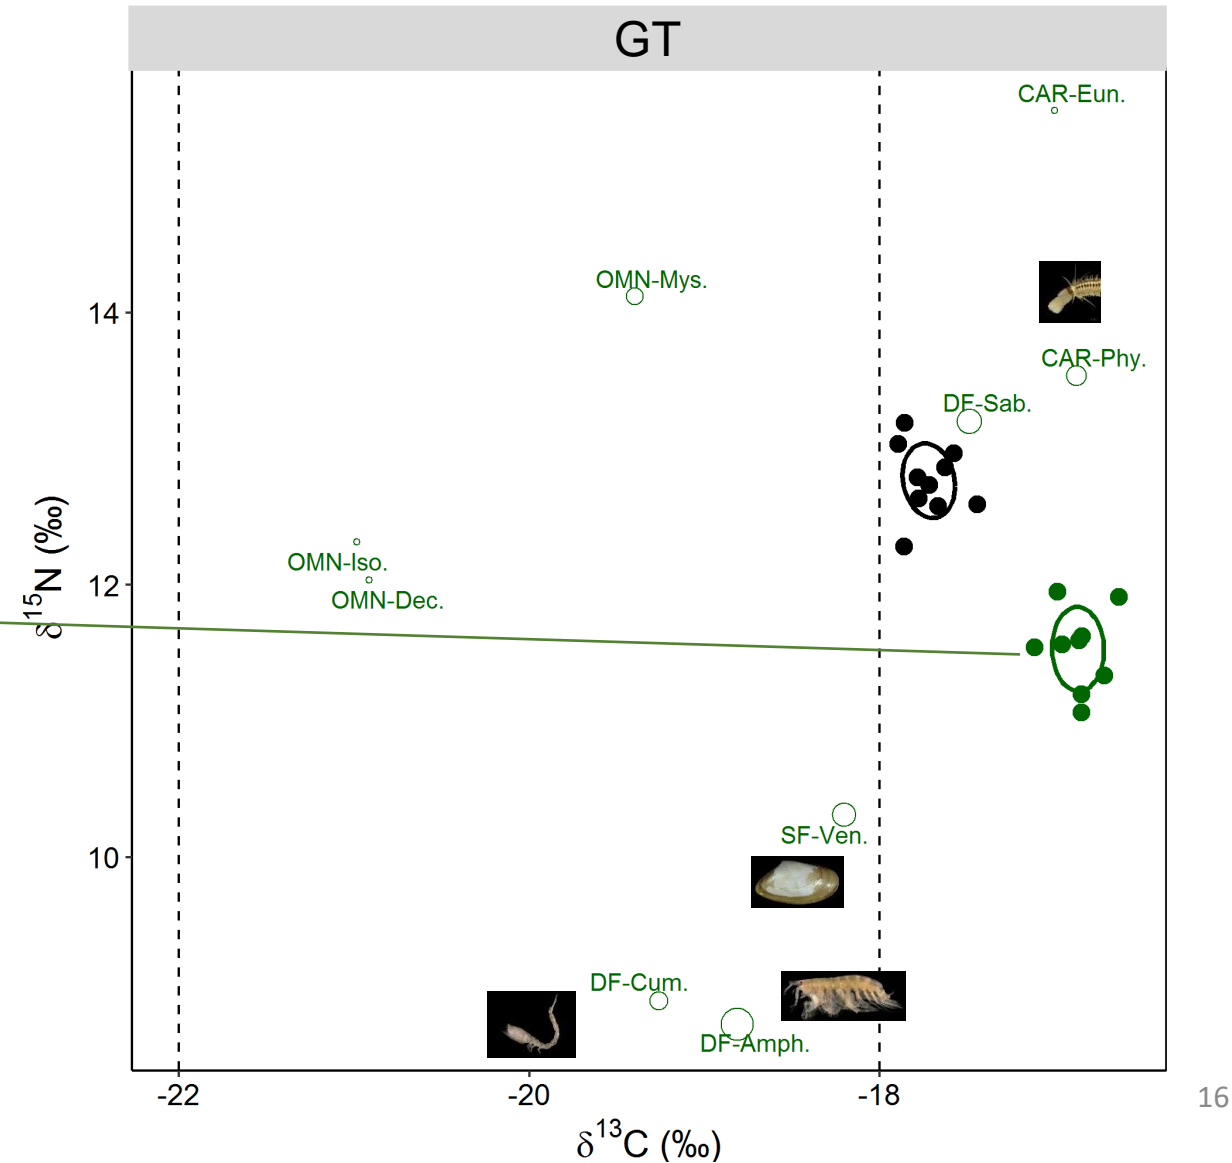 GT
CAR-Eun.
OMN-Mys.
14
CAR-Phy.
DF-Sab.
OMN-Iso.
12
OMN-Dec.
δ15N (‰)
SF-Ven.
10
DF-Cum.
DF-Amph.
-22
-20
-18
16
δ13C (‰)